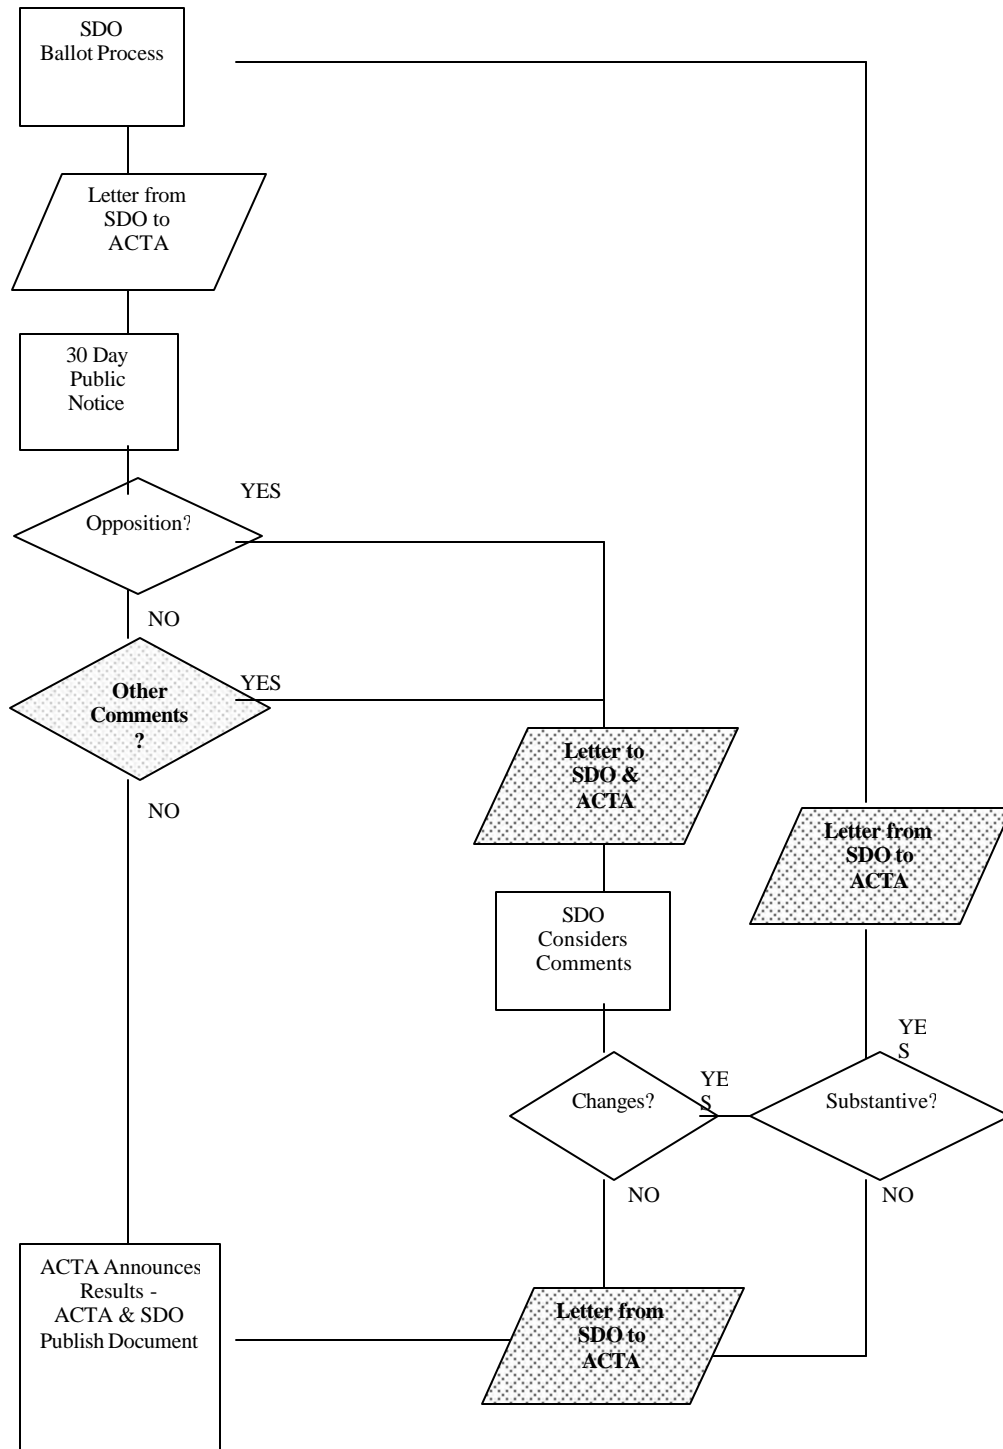 SDO
Ballot Process
Letter from
SDO to
ACTA
30 Day
Public
Notice
YES
Opposition?
NO
Other
Comments
?
YES
NO
Letter to
SDO &
ACTA
Letter from
SDO to
ACTA
SDO
Considers
Comments
Changes?
YE
S
Substantive?
YE
S
NO
NO
ACTA Announces
Results -
ACTA & SDO
Publish Document
Letter from
SDO to
ACTA